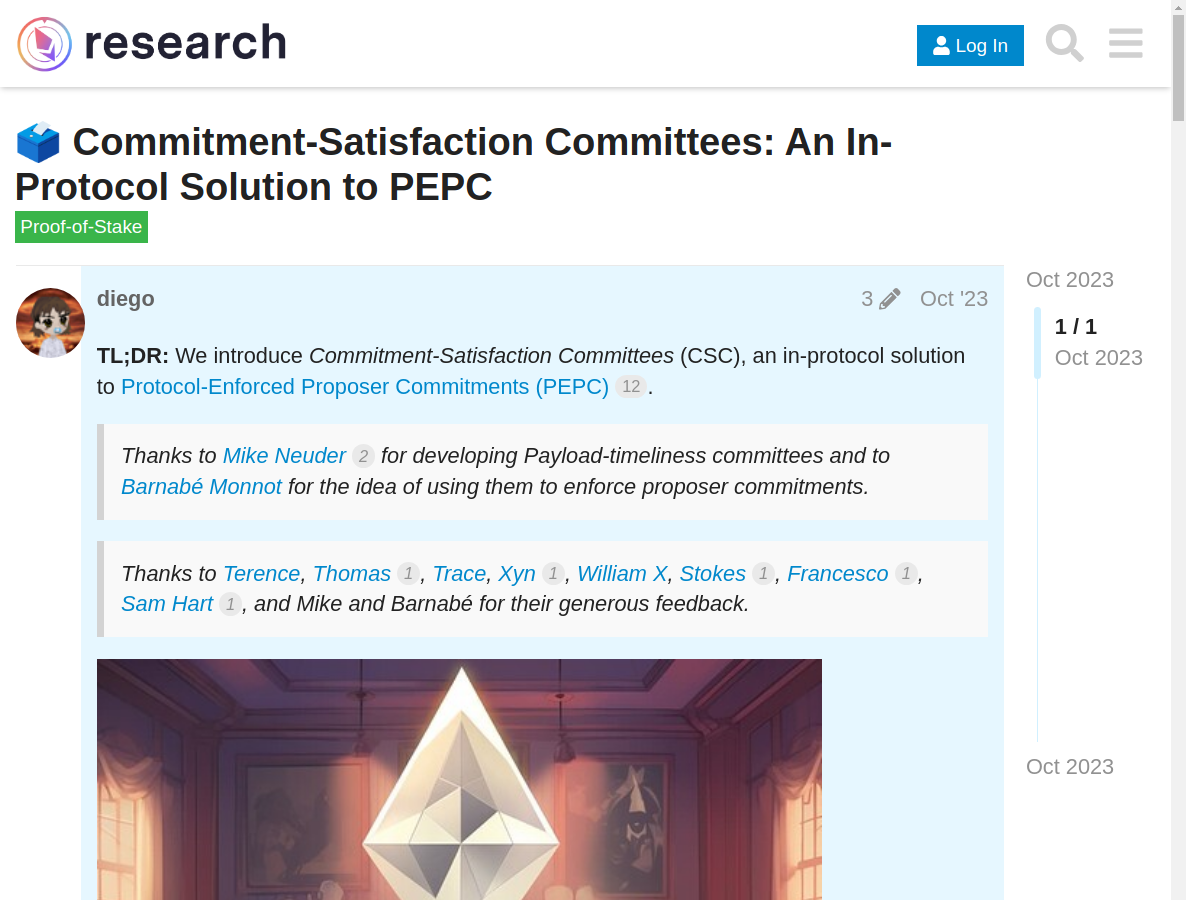 research
Log In
Commitment-Satisfaction Committees: An In-
Protocol Solution to PEPC
Proof-of-Stake
diego
3
Oct '23
TL;DR: We introduce Commitment-Satisfaction Committees (CSC), an in-protocol solution
to Protocol-Enforced Proposer Commitments (PEPC) 12.
Thanks to Mike Neuder 2 for developing Payload-timeliness committees and to
Barnabé Monnot for the idea of using them to enforce proposer commitments.
Thanks to Terence, Thomas 1, Trace, Xyn 1, William X, Stokes 1, Francesco 1,
Sam Hart 1, and Mike and Barnabé for their generous feedback.
Oct 2023
1 / 1
Oct 2023
Oct 2023